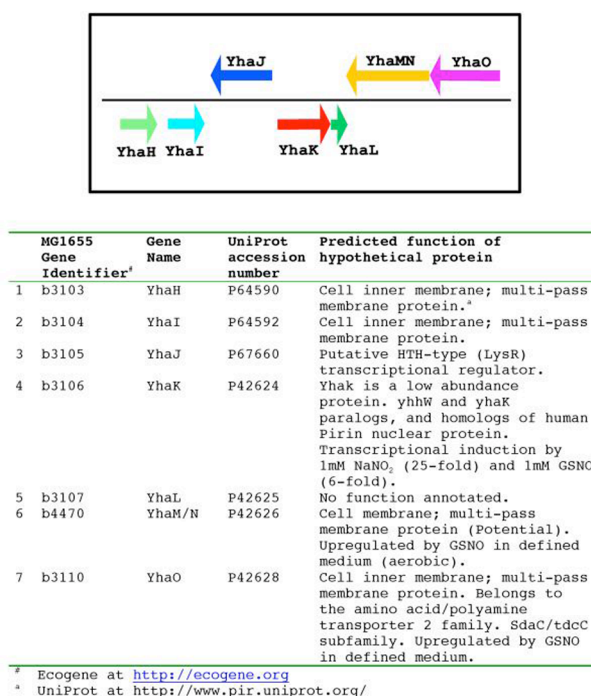 YhaJ YhaMN YhaO
YhaH YhaI YhaK YhaL
MG1655 Gene UniProt Predicted function of
Gene Name accession hypothetical protein
Identifier# number
1 b3103 YhaH P64590 Cell inner membrane; multi-pass
membrane protein.a
2 b3104 YhaI P64592 Cell inner membrane; multi-pass
membrane protein.
3 b3105 YhaJ P67660 Putative HTH-type (LysR)
transcriptional regulator.
4 b3106 YhaK P42624 Yhak is a low abundance
protein. yhhW and yhaK
paralogs, and homologs of human
Pirin nuclear protein.
Transcriptional induction by
1mM NaNO2 (25-fold) and 1mM GSNO
(6-fold).
5 b3107 YhaL P42625 No function annotated.
6 b4470 YhaM/N P42626 Cell membrane; multi-pass
membrane protein (Potential).
Upregulated by GSNO in defined
medium (aerobic).
7 b3110 YhaO P42628 Cell inner membrane; multi-pass
membrane protein. Belongs to
the amino acid/polyamine
transporter 2 family. SdaC/tdcC
subfamily. Upregulated by GSNO
in defined medium.
# Ecogene at http://ecogene.org
a UniProt at http://www.pir.uniprot.org/